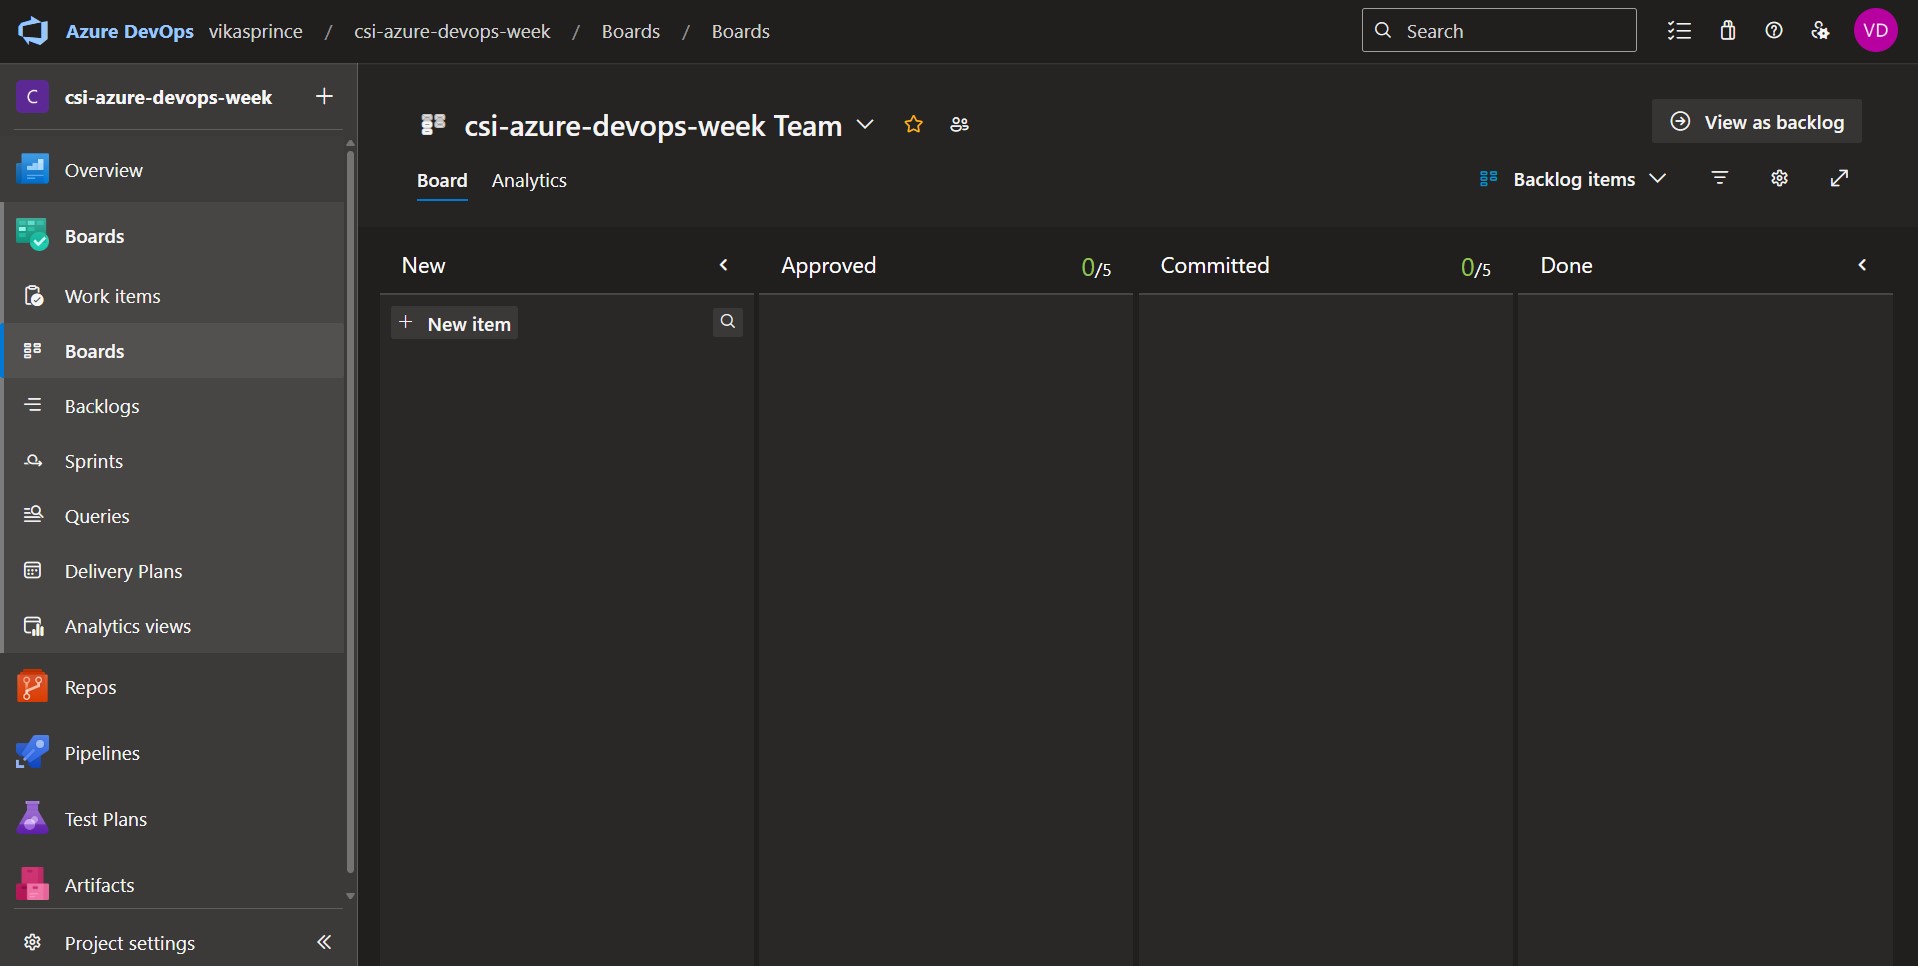 Azure DevOps vikasprince / csi-azure-devops-week / Boards / Boards
Search
VD
C csi-azure-devops-week
Overview
Boards
Work items
Boards
Backlogs
Sprints
Queries
Delivery Plans
Analytics views
Repos
Pipelines
Test Plans
Artifacts
Project settings
csi-azure-devops-week Team
View as backlog
Board Analytics
Backlog items
New
Approved 0/5
Committed 0/5
Done
+ New item